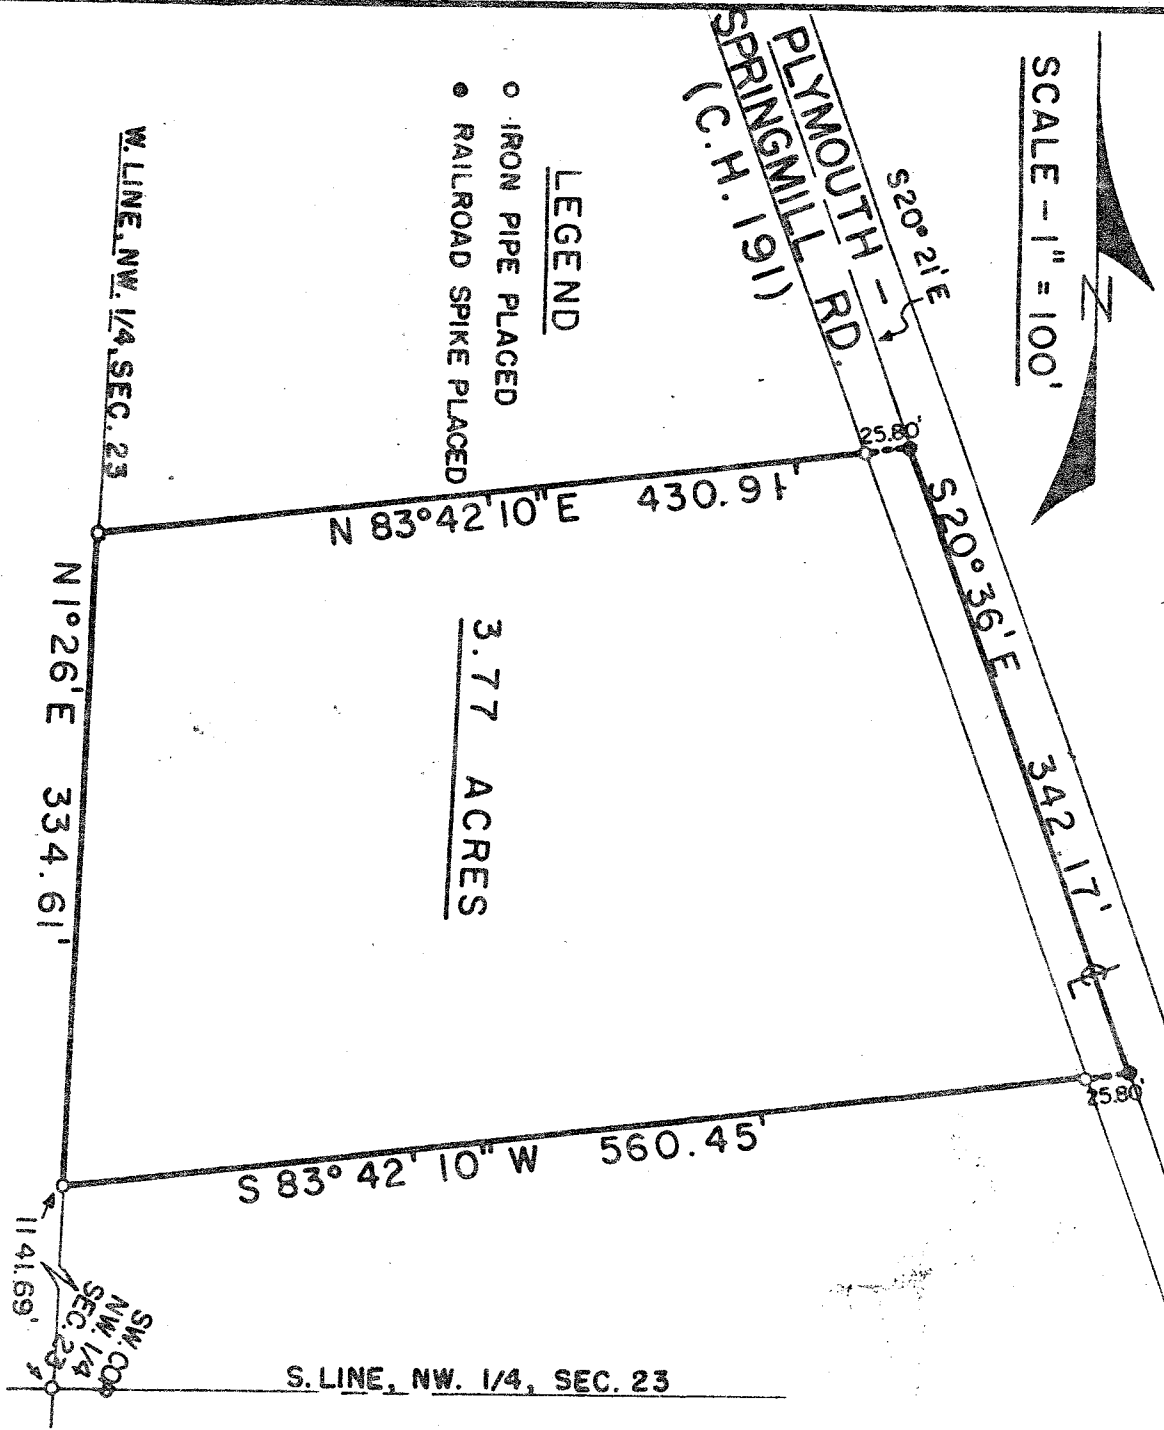 SCALE - 1" = 100'
N
PLYMOUTH -
SPRINGMILL RD.
(C. H. 191)
S 20° 21' E
LEGEND
○ IRON PIPE PLACED
● RAILROAD SPIKE PLACED
W. LINE, NW. 1/4, SEC. 23
25.80'
N 83° 42' 10" E 430.91'
S 20° 36' E 342.17'
3.77 ACRES
N 1° 26' E 334.61'
25.80'
S 83° 42' 10" W 560.45'
1141.69'
SW. COR
NW. 1/4
SEC. 23
S. LINE, NW. 1/4, SEC. 23